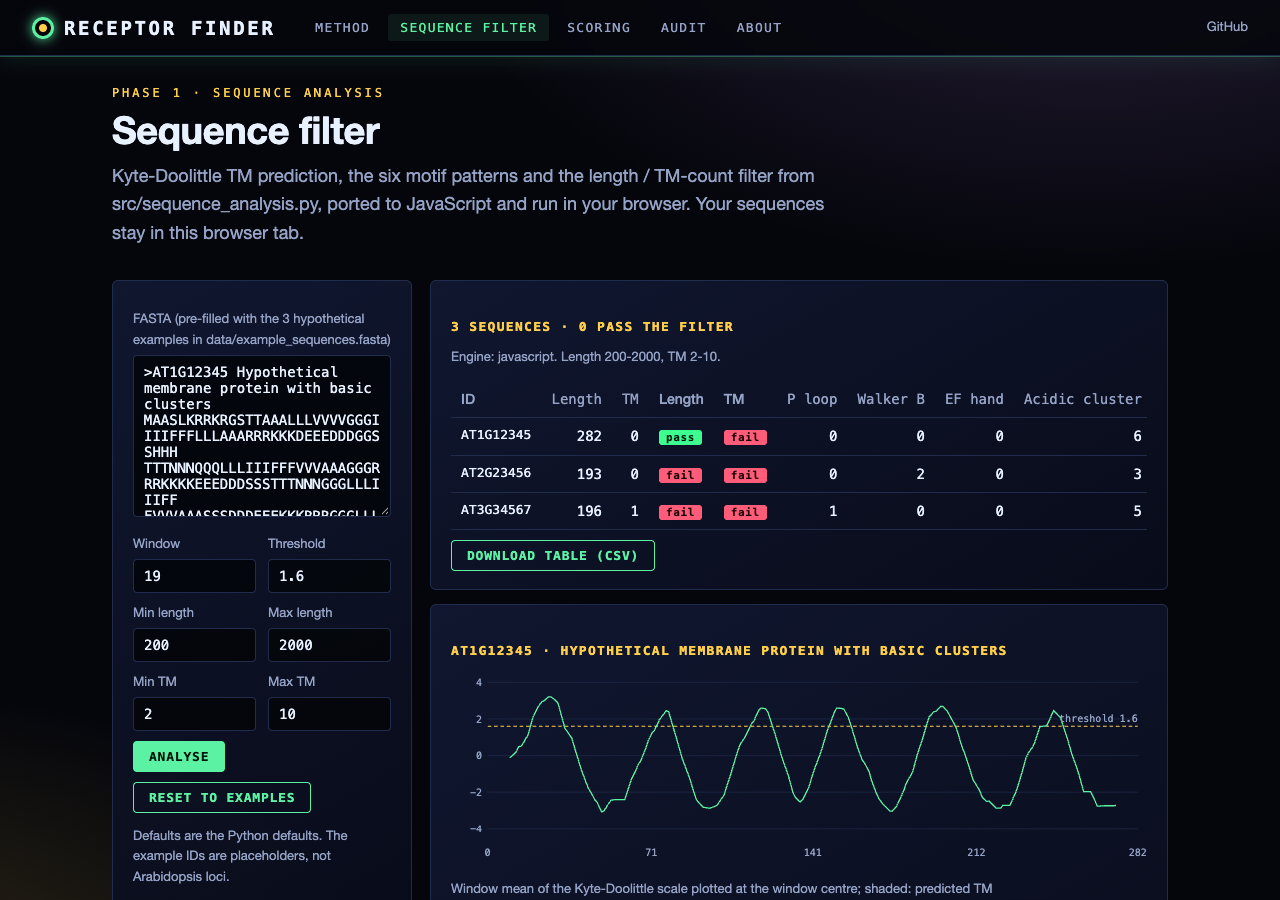 RECEPTOR FINDER
METHOD
SEQUENCE FILTER
SCORING
AUDIT
ABOUT
GitHub
PHASE 1 · SEQUENCE ANALYSIS
Sequence filter
Kyte-Doolittle TM prediction, the six motif patterns and the length / TM-count filter from
src/sequence_analysis.py, ported to JavaScript and run in your browser. Your sequences
stay in this browser tab.
FASTA (pre-filled with the 3 hypothetical
examples in data/example_sequences.fasta)
>AT1G12345 Hypothetical
membrane protein with basic
clusters
MAASLKRRKRGSTTAAALLLVVVVGGGI
IIIFFFLLLAAARRRKKKDEEEDDDGGS
SHHH
TTTNNNQQQLLLIIIFFFVVVAAAGGGR
RRKKKKEEEDDDSSSTTTNNNGGGLLLI
IIFF
Window
Threshold
19
1.6
Min length
Max length
200
2000
Min TM
Max TM
2
10
ANALYSE
RESET TO EXAMPLES
Defaults are the Python defaults. The
example IDs are placeholders, not
Arabidopsis loci.
3 SEQUENCES · 0 PASS THE FILTER
Engine: javascript. Length 200-2000, TM 2-10.
ID Length TM Length TM P loop Walker B EF hand Acidic cluster
AT1G12345 282 0 pass fail 0 0 0 6
AT2G23456 193 0 fail fail 0 2 0 3
AT3G34567 196 1 fail fail 1 0 0 5
DOWNLOAD TABLE (CSV)
AT1G12345 · HYPOTHETICAL MEMBRANE PROTEIN WITH BASIC CLUSTERS
4
2
threshold 1.6
0
−2
−4
0 71 141 212 282
Window mean of the Kyte-Doolittle scale plotted at the window centre; shaded: predicted TM